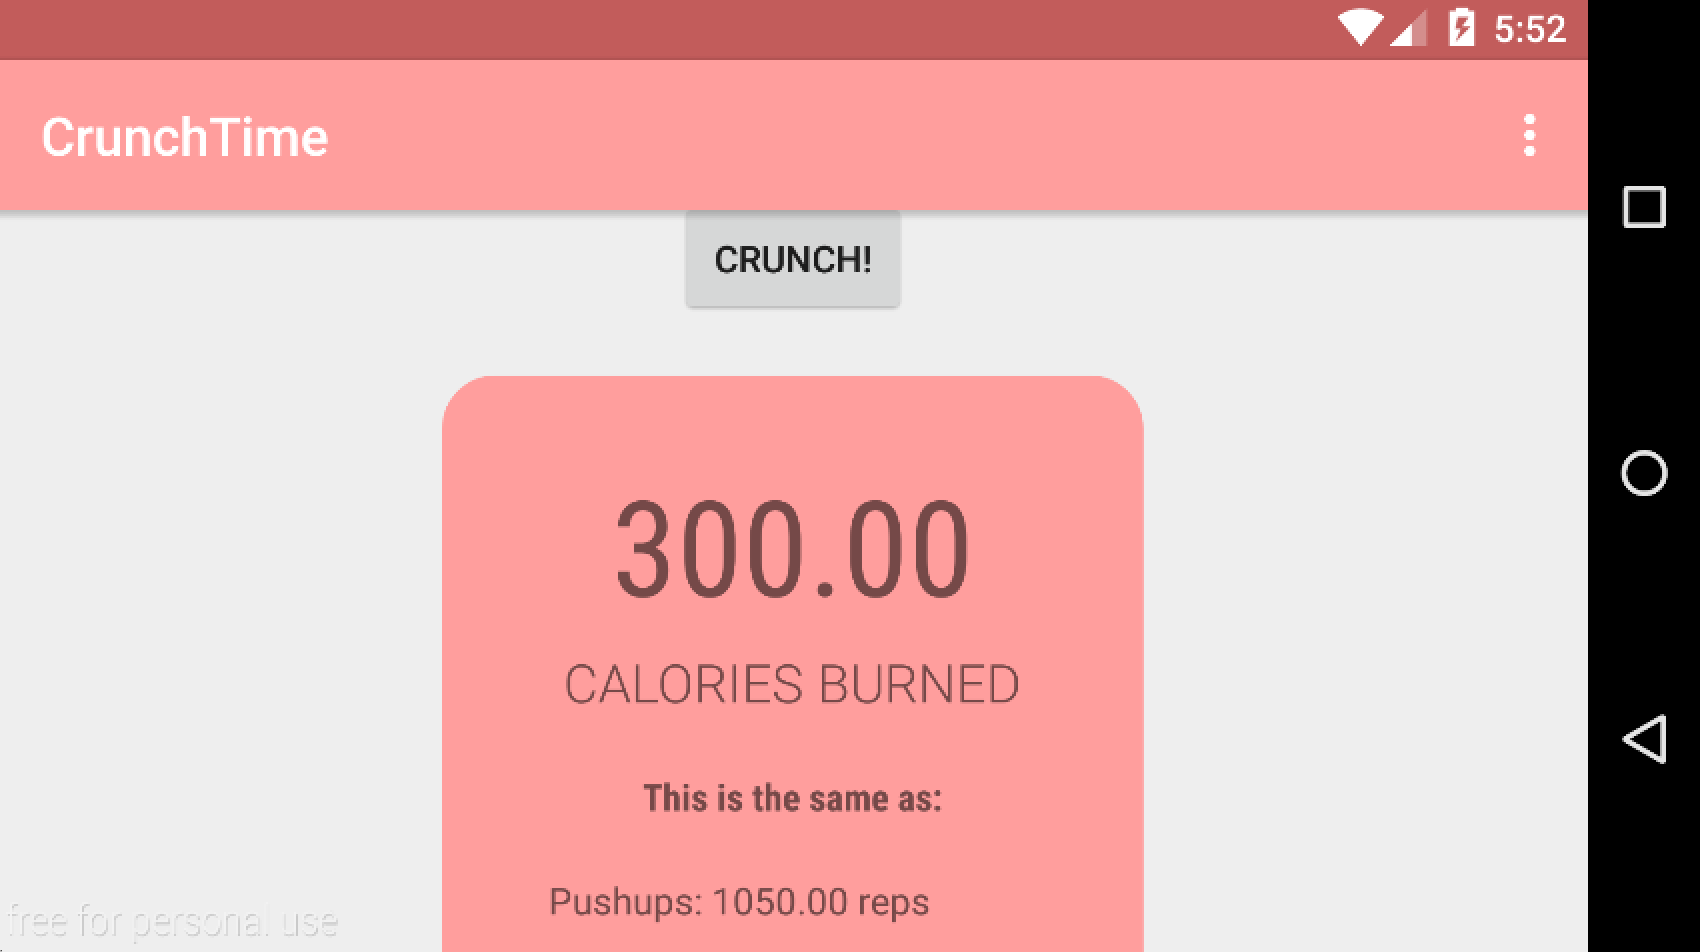 5:52
CrunchTime
CRUNCH!
300.00
CALORIES BURNED
This is the same as:
Pushups: 1050.00 reps
free for personal use